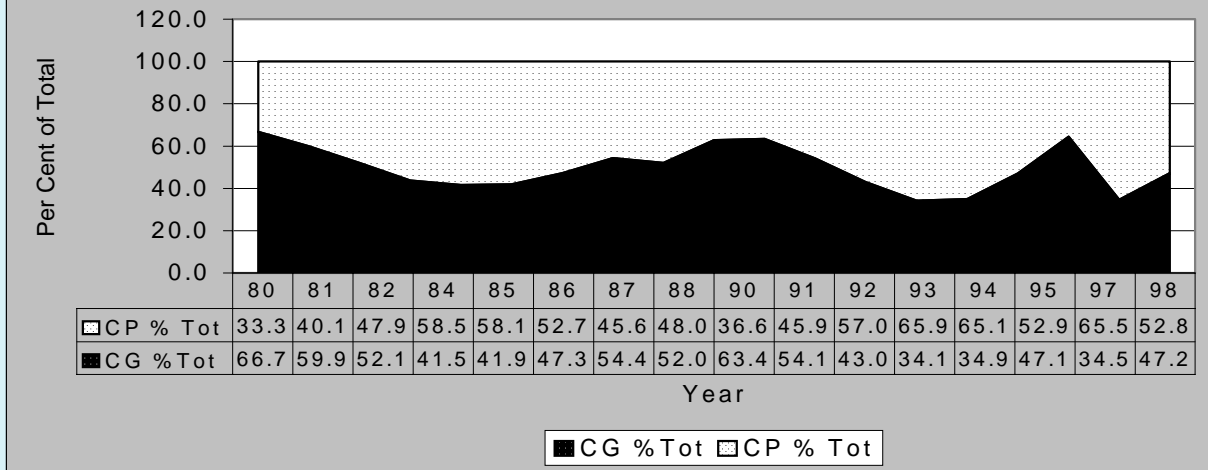 120.0
100.0
80.0
60.0
40.0
20.0
0.0
Per Cent of Total
80 81 82 84 85 86 87 88 90 91 92 93 94 95 97 98
CP % Tot 33.3 40.1 47.9 58.5 58.1 52.7 45.6 48.0 36.6 45.9 57.0 65.9 65.1 52.9 65.5 52.8
CG %Tot 66.7 59.9 52.1 41.5 41.9 47.3 54.4 52.0 63.4 54.1 43.0 34.1 34.9 47.1 34.5 47.2
Year
CG %Tot CP % Tot